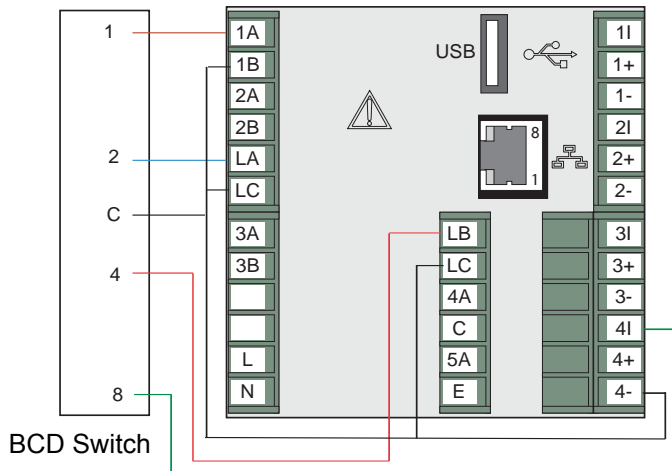 1
2
C
4
8
BCD Switch
1A
1B
2A
2B
LA
LC
3A
3B
L
N
USB
8
1
LB
LC
4A
C
5A
E
1I
1+
1-
2I
2+
2-
3I
3+
3-
4I
4+
4-